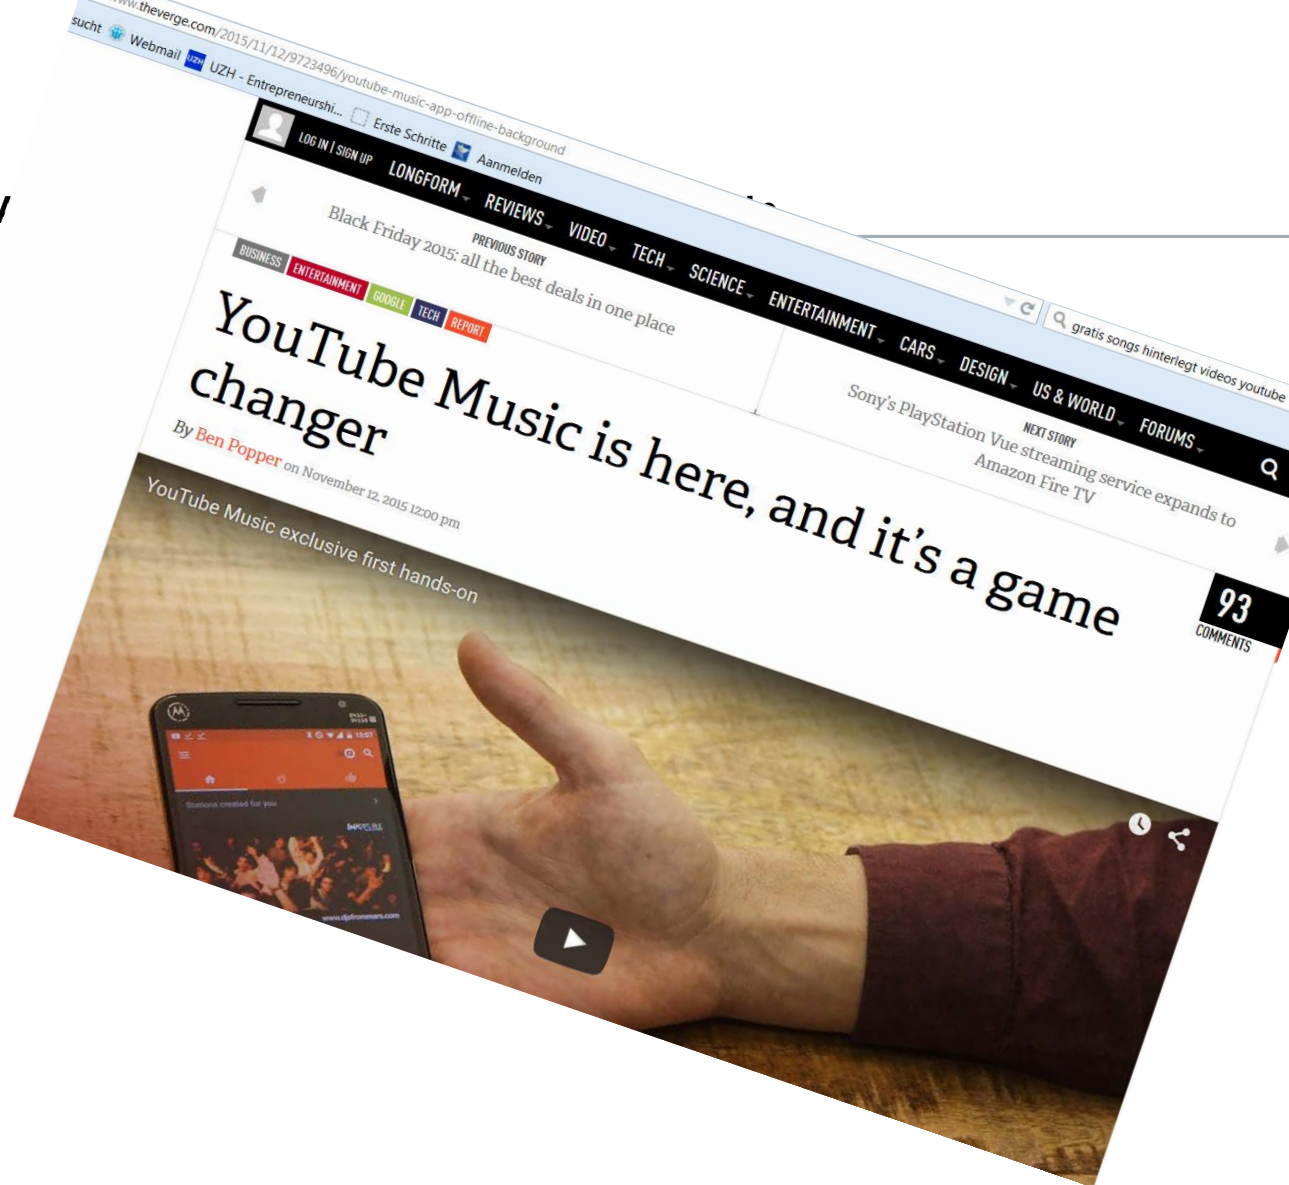 www.theverge.com/2015/11/12/9723496/youtube-music-app-offline-background
gratis songs hinterlegt videos youtube
sucht Webmail UZH UZH - Entrepreneurshi... Erste Schritte Aanmelden
LOG IN | SIGN UP LONGFORM REVIEWS VIDEO TECH SCIENCE ENTERTAINMENT CARS DESIGN US & WORLD FORUMS
PREVIOUS STORY
Black Friday 2015: all the best deals in one place
NEXT STORY
Sony's PlayStation Vue streaming service expands to
Amazon Fire TV
BUSINESS ENTERTAINMENT GOOGLE TECH REPORT
YouTube Music is here, and it's a game
changer
By Ben Popper on November 12, 2015 12:00 pm
93
COMMENTS
YouTube Music exclusive first hands-on
13:07
Stations created for you
www.djsfrommars.com